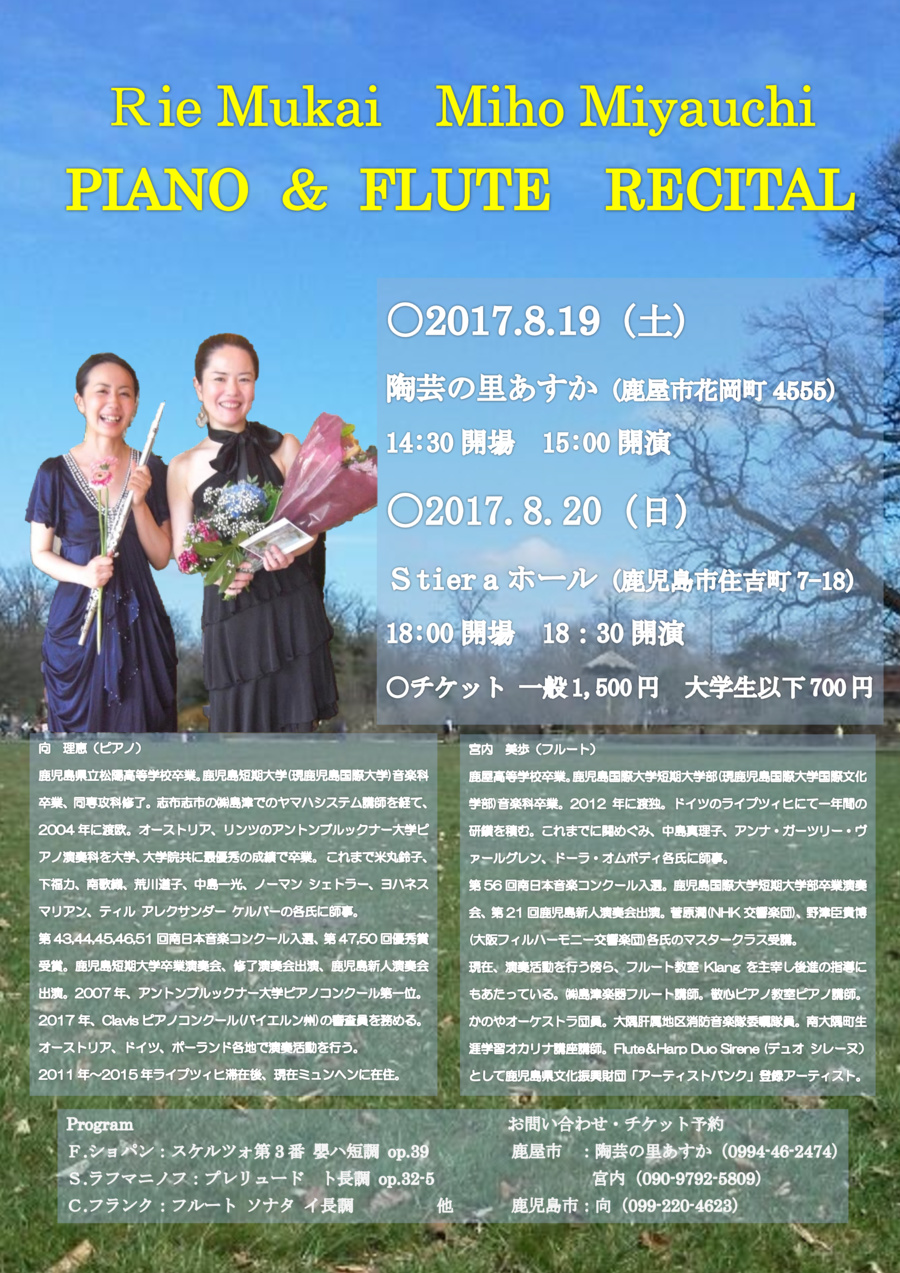 Rie Mukai Miho Miyauchi
PIANO & FLUTE RECITAL
○2017.8.19（土）
陶芸の里あすか（鹿屋市花岡町 4555）
14:30 開場 15:00 開演
○2017.8.20（日）
Stieraホール（鹿児島市住吉町 7-18）
18:00 開場 18：30 開演
○チケット 一般 1,500 円 大学生以下 700 円
向 理恵（ピアノ）
鹿児島県立松陽高等学校卒業。鹿児島短期大学(現鹿児島国際大学)音楽科
卒業、同専攻科修了。志布志市の㈱島津でのヤマハシステム講師を経て、
2004 年に渡欧。オーストリア、リンツのアントンブルックナー大学ピ
アノ演奏科を大学、大学院共に最優秀の成績で卒業。これまで米丸鈴子、
下福力、南歌織、荒川道子、中島一光、ノーマン シェトラー、ヨハネス
マリアン、ティル アレクサンダー ケルバーの各氏に師事。
第 43,44,45,46,51 回南日本音楽コンクール入選、第 47,50 回優秀賞
受賞。鹿児島短期大学卒業演奏会、修了演奏会出演、鹿児島新人演奏会
出演。2007 年、アントンブルックナー大学ピアノコンクール第一位。
2017 年、Clavis ピアノコンクール(バイエルン州)の審査員を務める。
オーストリア、ドイツ、ポーランド各地で演奏活動を行う。
2011 年～2015 年ライプツィヒ滞在後、現在ミュンヘンに在住。
宮内 美歩（フルート）
鹿屋高等学校卒業。鹿児島国際大学短期大学部(現鹿児島国際大学国際文化
学部)音楽科卒業。2012 年に渡独。ドイツのライプツィヒにて一年間の
研鑽を積む。これまでに関めぐみ、中島真理子、アンナ・ガーツリー・ヴ
ァールグレン、ドーラ・オムボディ各氏に師事。
第 56 回南日本音楽コンクール入選。鹿児島国際大学短期大学部卒業演奏
会、第 21 回鹿児島新人演奏会出演。菅原潤(NHK 交響楽団)、野津臣貴博
(大阪フィルハーモニー交響楽団)各氏のマスタークラス受講。
現在、演奏活動を行う傍ら、フルート教室 Klang を主宰し後進の指導に
もあたっている。㈱島津楽器フルート講師。敬心ピアノ教室ピアノ講師。
かのやオーケストラ団員。大隅肝属地区消防音楽隊委嘱隊員。南大隅町生
涯学習オカリナ講座講師。Flute＆Harp Duo Sirene (デュオ シレーヌ)
として鹿児島県文化振興財団「アーティストバンク」登録アーティスト。
Program
F.ショパン：スケルツォ第 3 番 嬰ハ短調 op.39
S.ラフマニノフ：プレリュード ト長調 op.32-5
C.フランク：フルート ソナタ イ長調 他
お問い合わせ・チケット予約
鹿屋市 ：陶芸の里あすか（0994-46-2474）
宮内（090-9792-5809）
鹿児島市：向（099-220-4623）